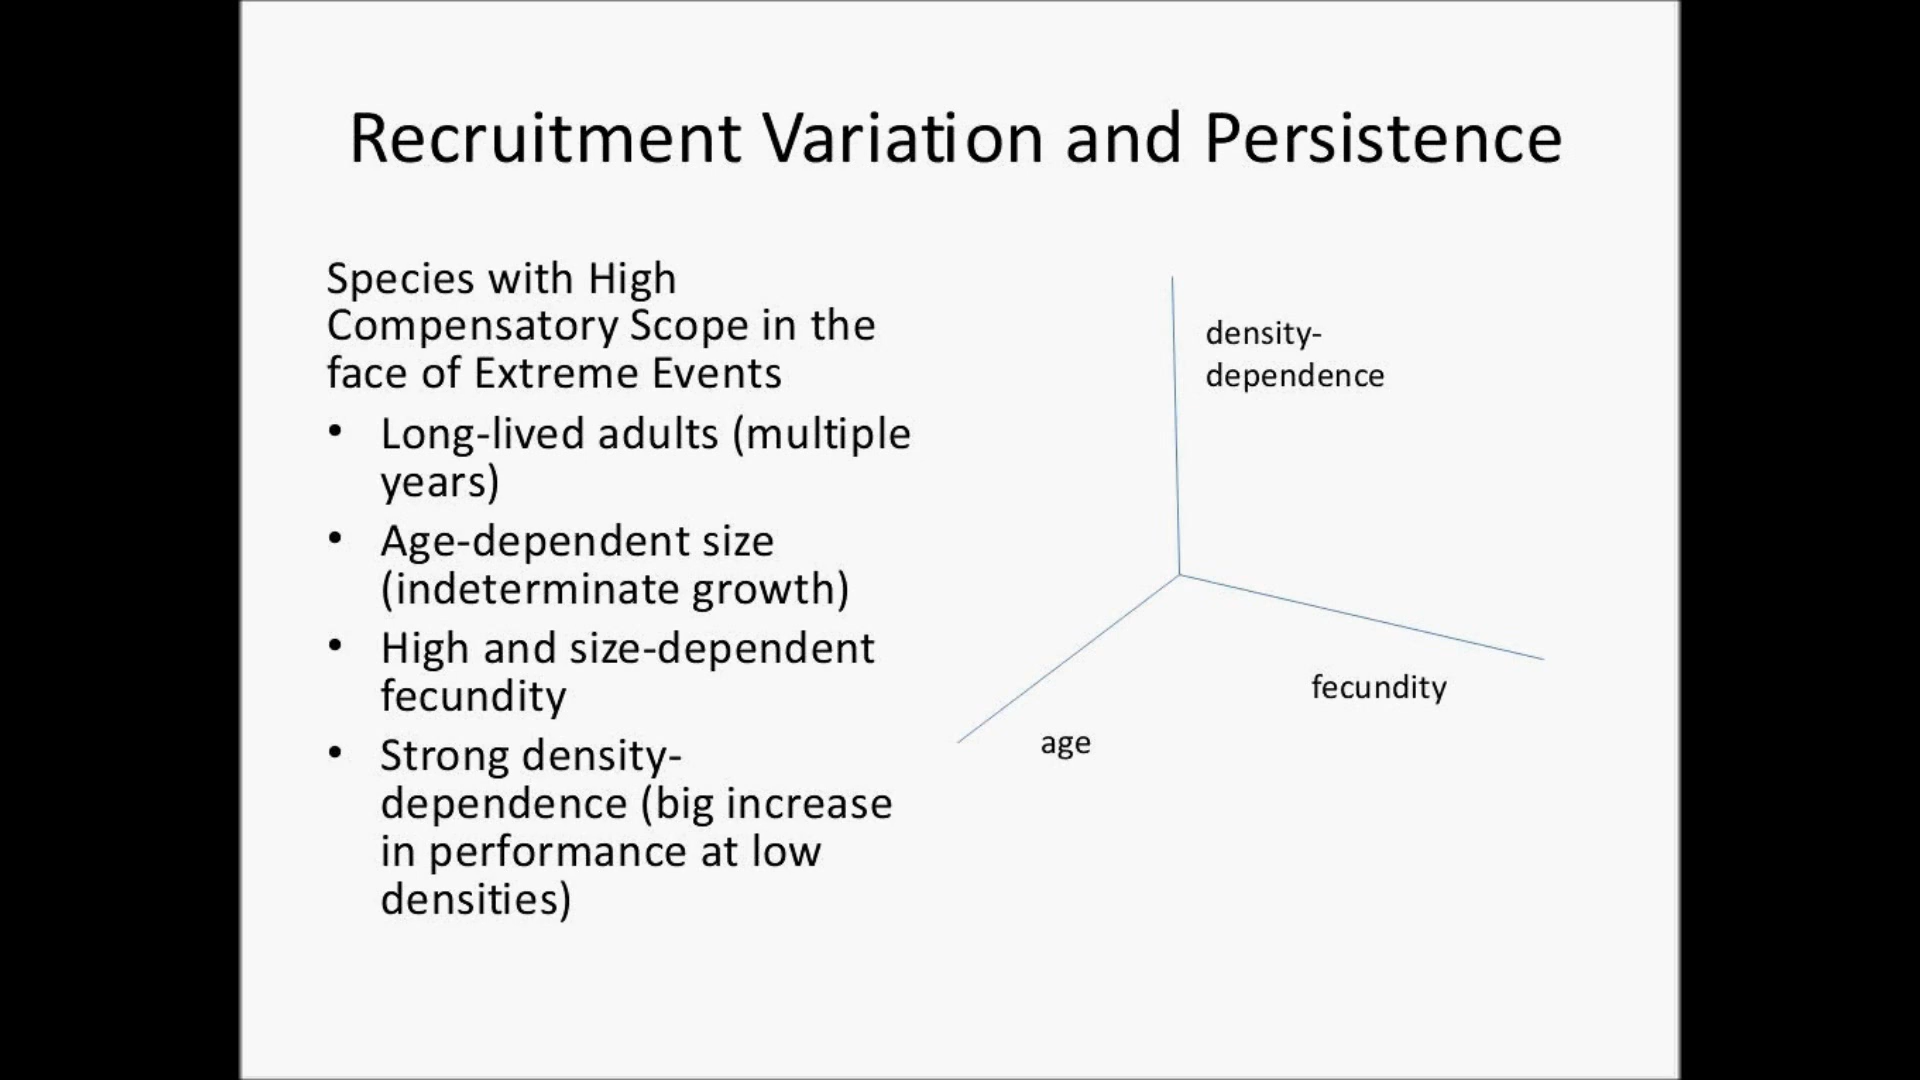 Recruitment Variation and Persistence
Species with High
Compensatory Scope in the
face of Extreme Events
• Long-lived adults (multiple
years)
• Age-dependent size
(indeterminate growth)
• High and size-dependent
fecundity
• Strong density-
dependence (big increase
in performance at low
densities)
density-
dependence
fecundity
age